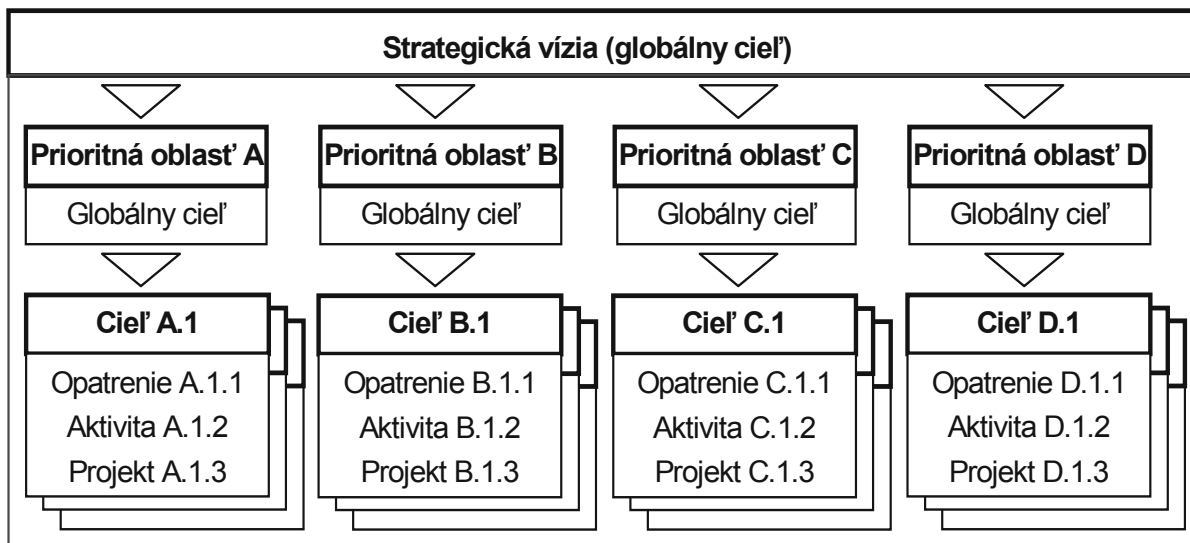 Strategická vízia (globálny cieľ)
Prioritná oblasť A
Globálny cieľ
Prioritná oblasť B
Globálny cieľ
Prioritná oblasť C
Globálny cieľ
Prioritná oblasť D
Globálny cieľ
Cieľ A.1
Opatrenie A.1.1
Aktivita A.1.2
Projekt A.1.3
Cieľ B.1
Opatrenie B.1.1
Aktivita B.1.2
Projekt B.1.3
Cieľ C.1
Opatrenie C.1.1
Aktivita C.1.2
Projekt C.1.3
Cieľ D.1
Opatrenie D.1.1
Aktivita D.1.2
Projekt D.1.3